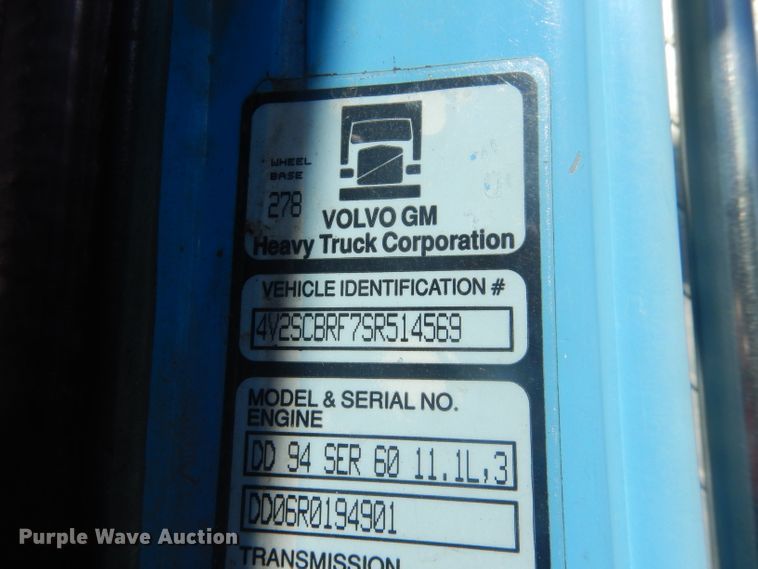 WHEEL
BASE
278
VOLVO GM
Heavy Truck Corporation
VEHICLE IDENTIFICATION #
4V2SCBRF7SR514569
MODEL & SERIAL NO.
ENGINE
DD 94 SER 60 11.1L,3
DD06R0194901
TRANSMISSION
Purple Wave Auction